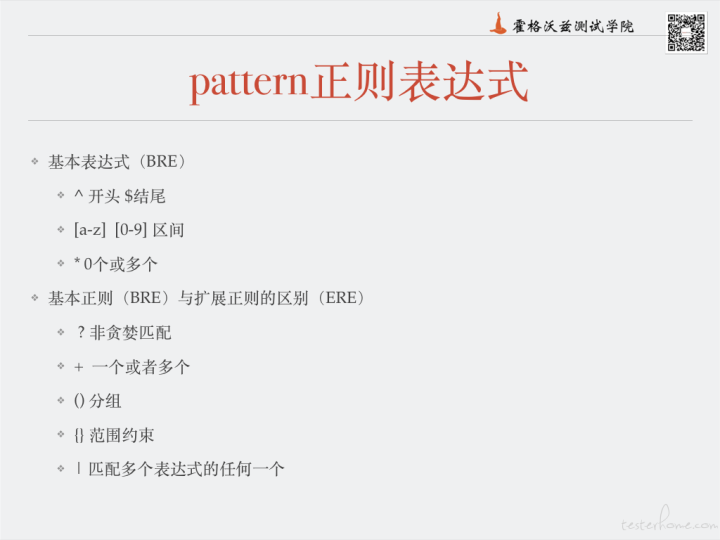 霍格沃兹测试学院
pattern正则表达式
基本表达式（BRE）
^ 开头 $结尾
[a-z]  [0-9] 区间
* 0个或多个
基本正则（BRE）与扩展正则的区别（ERE）
? 非贪婪匹配
+ 一个或者多个
() 分组
{} 范围约束
| 匹配多个表达式的任何一个
testerhome.com